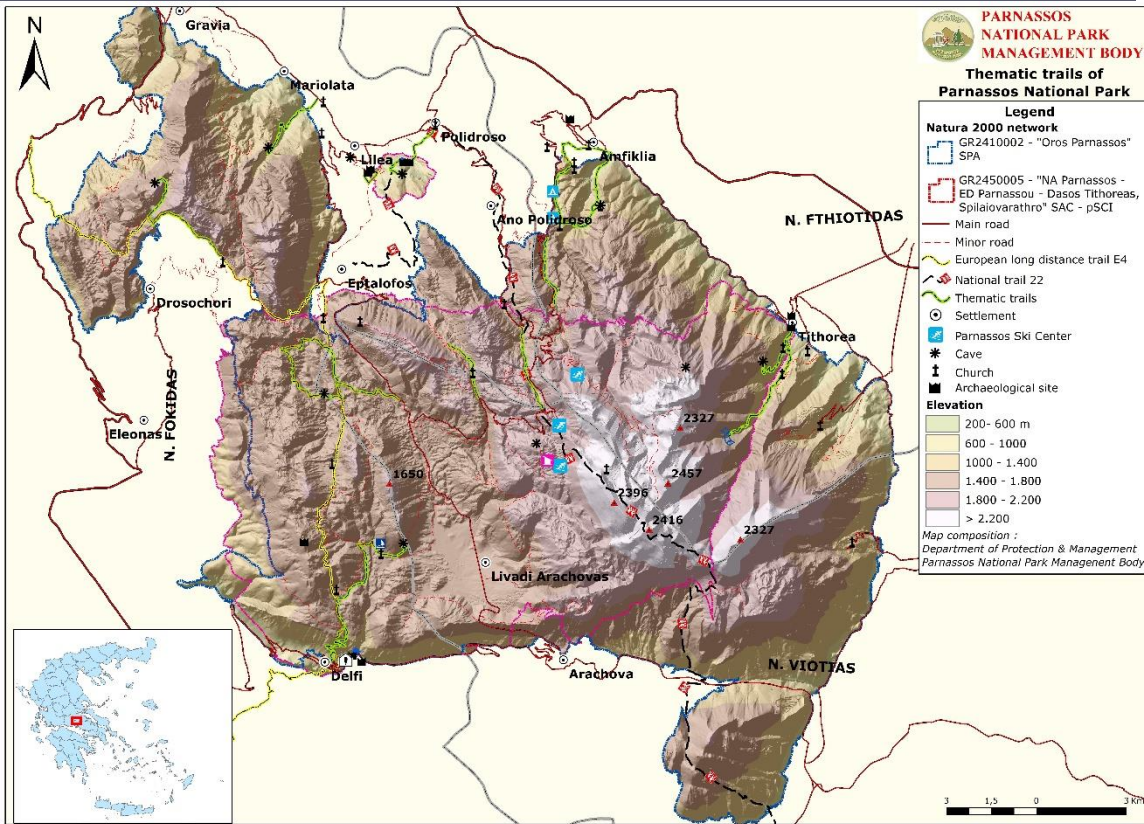 PARNASSOS
NATIONAL PARK
MANAGEMENT BODY
Thematic trails of
Parnassos National Park
Legend
Natura 2000 network
GR2410002 - "Oros Parnassos"
SPA
GR2450005 - "NA Parnassos -
ED Parnassou - Dasos Tithoreas,
Spilaiovarathro" SAC - pSCI
Main road
Minor road
European long distance trail E4
National trail 22
Thematic trails
Settlement
Parnassos Ski Center
Cave
Church
Archaeological site
Elevation
200- 600 m
600 - 1000
1000 - 1.400
1.400 - 1.800
1.800 - 2.200
> 2.200
Map composition :
Department of Protection & Management
Parnassos National Park Management Body
N
Gravia
Mariolata
Polidroso
Lilea
Amfiklia
Ano Polidroso
N. FTHIOTIDAS
Eptalofos
Drosochori
Tithorea
N. FOKIDAS
Eleonas
2327
1650
2457
2396
2416
2327
Livadi Arachovas
Delfi
Arachova
N. VIOTIAS
3 1,5 0 3 Km